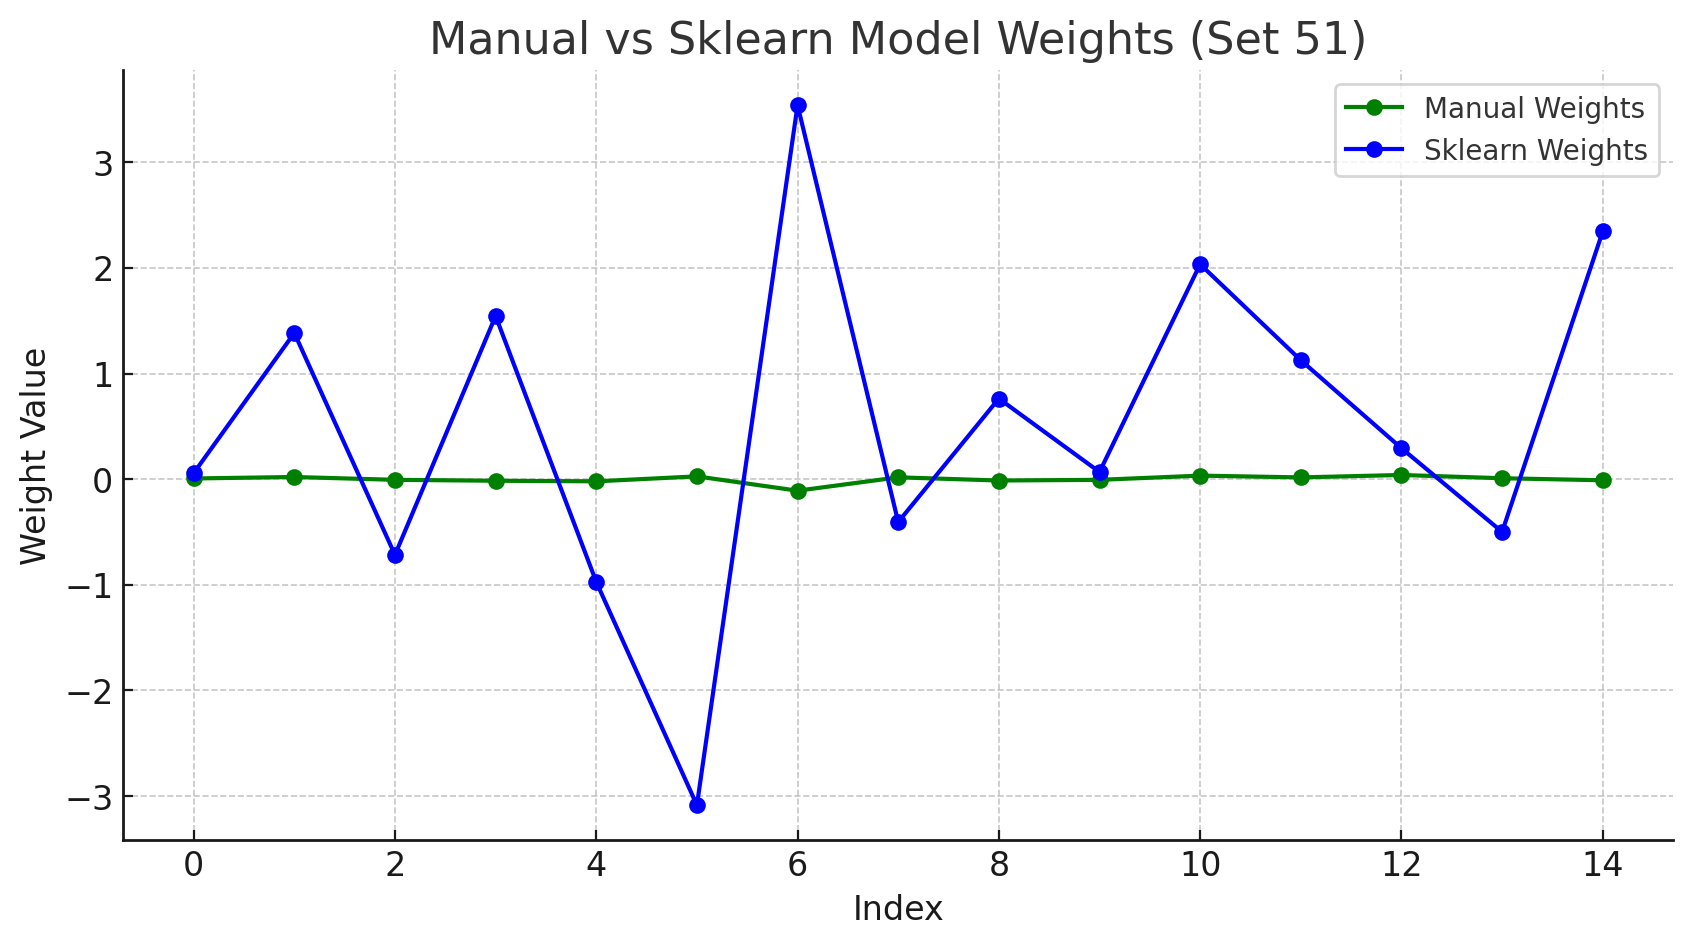 Manual vs Sklearn Model Weights (Set 51)
Manual Weights
Sklearn Weights
Weight Value
3
2
1
0
−1
−2
−3
0 2 4 6 8 10 12 14
Index